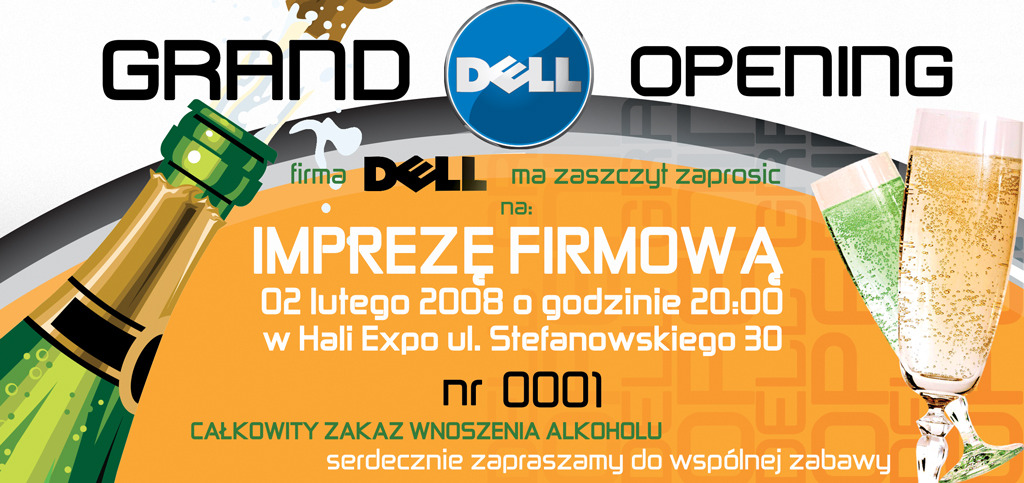 GRAND DELL OPENING
firma DELL ma zaszczyt zaprosic
na:
IMPREZĘ FIRMOWĄ
02 lutego 2008 o godzinie 20:00
w Hali Expo ul. Stefanowskiego 30
nr 0001
CAŁKOWITY ZAKAZ WNOSZENIA ALKOHOLU
serdecznie zapraszamy do wspólnej zabawy